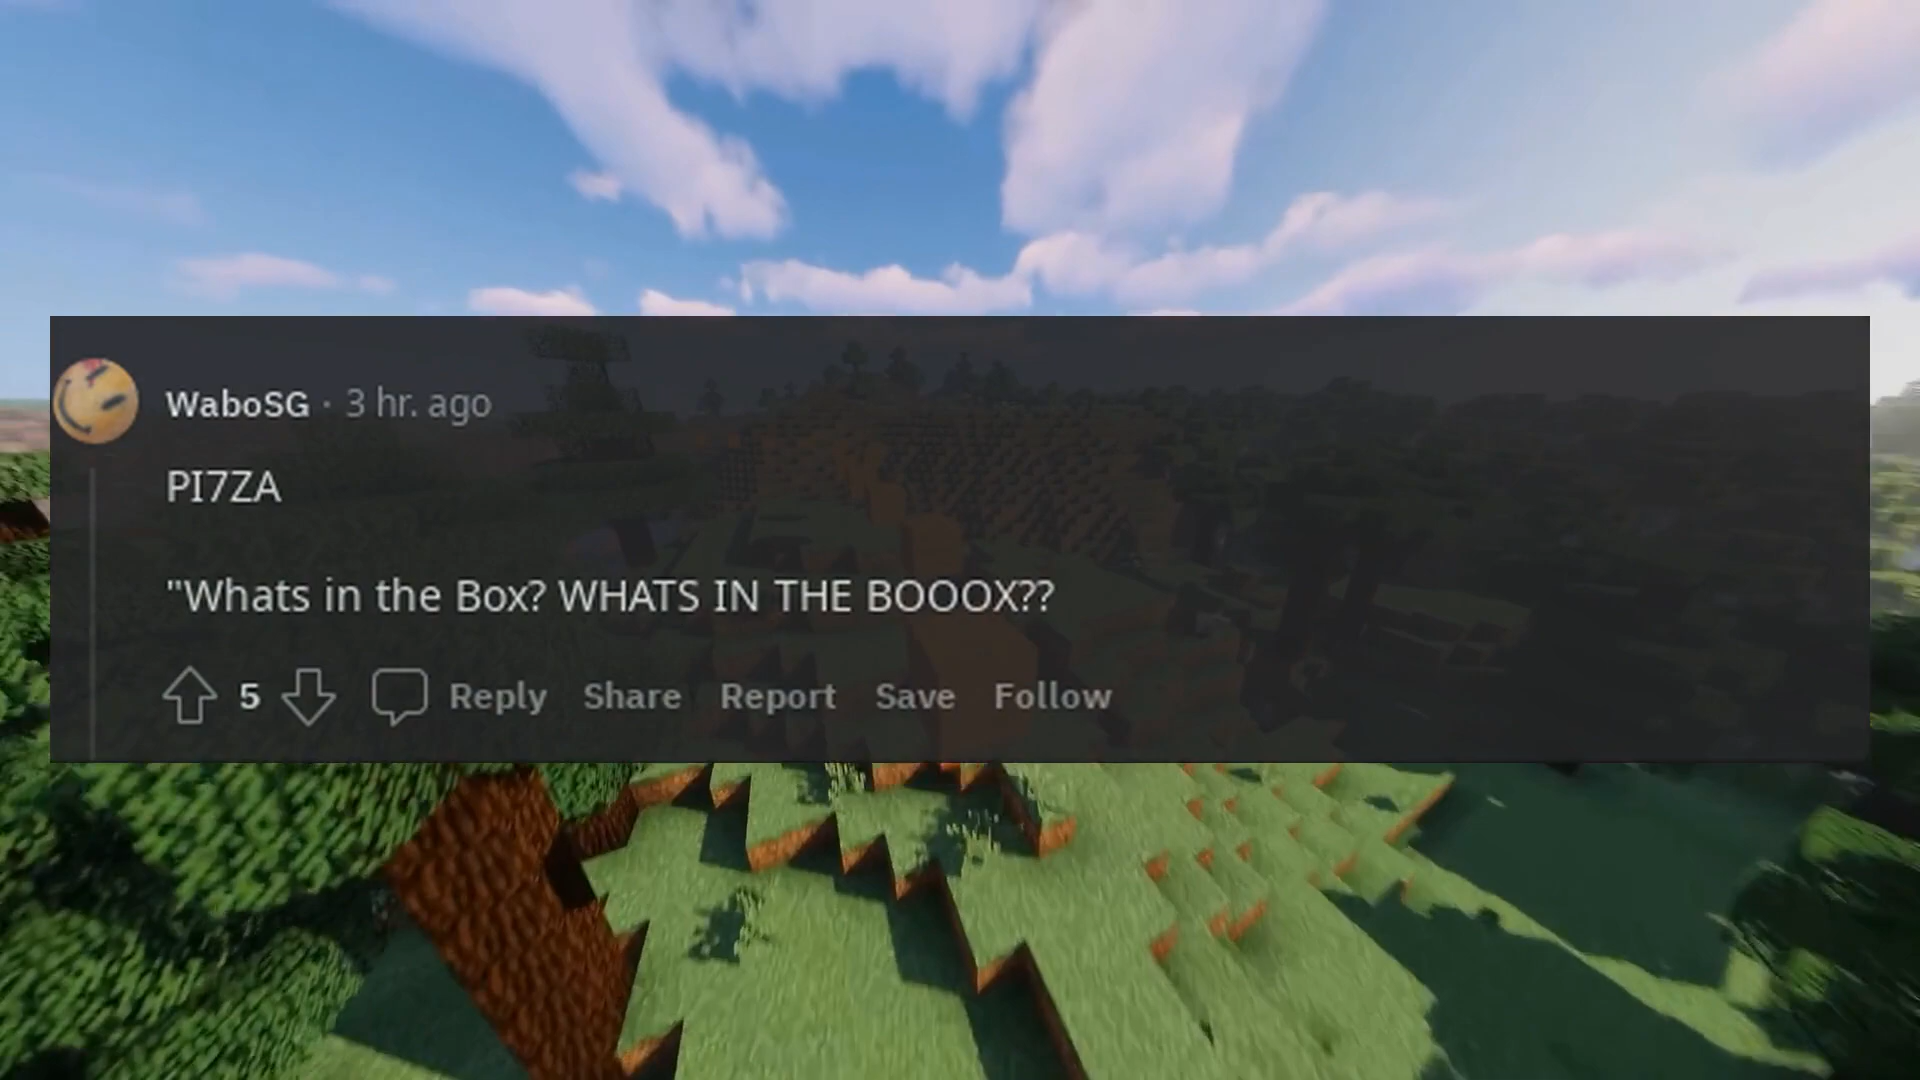 WaboSG · 3 hr. ago
PI7ZA
"Whats in the Box? WHATS IN THE BOOOX??
5 Reply Share Report Save Follow